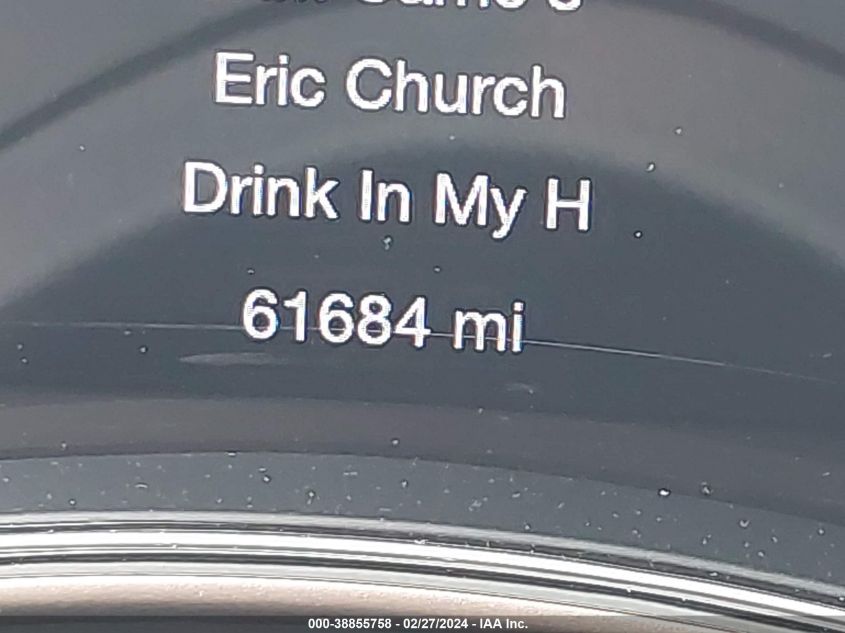 Eric Church
Drink In My H
61684 mi
000-38855758 - 02/27/2024 - IAA Inc.